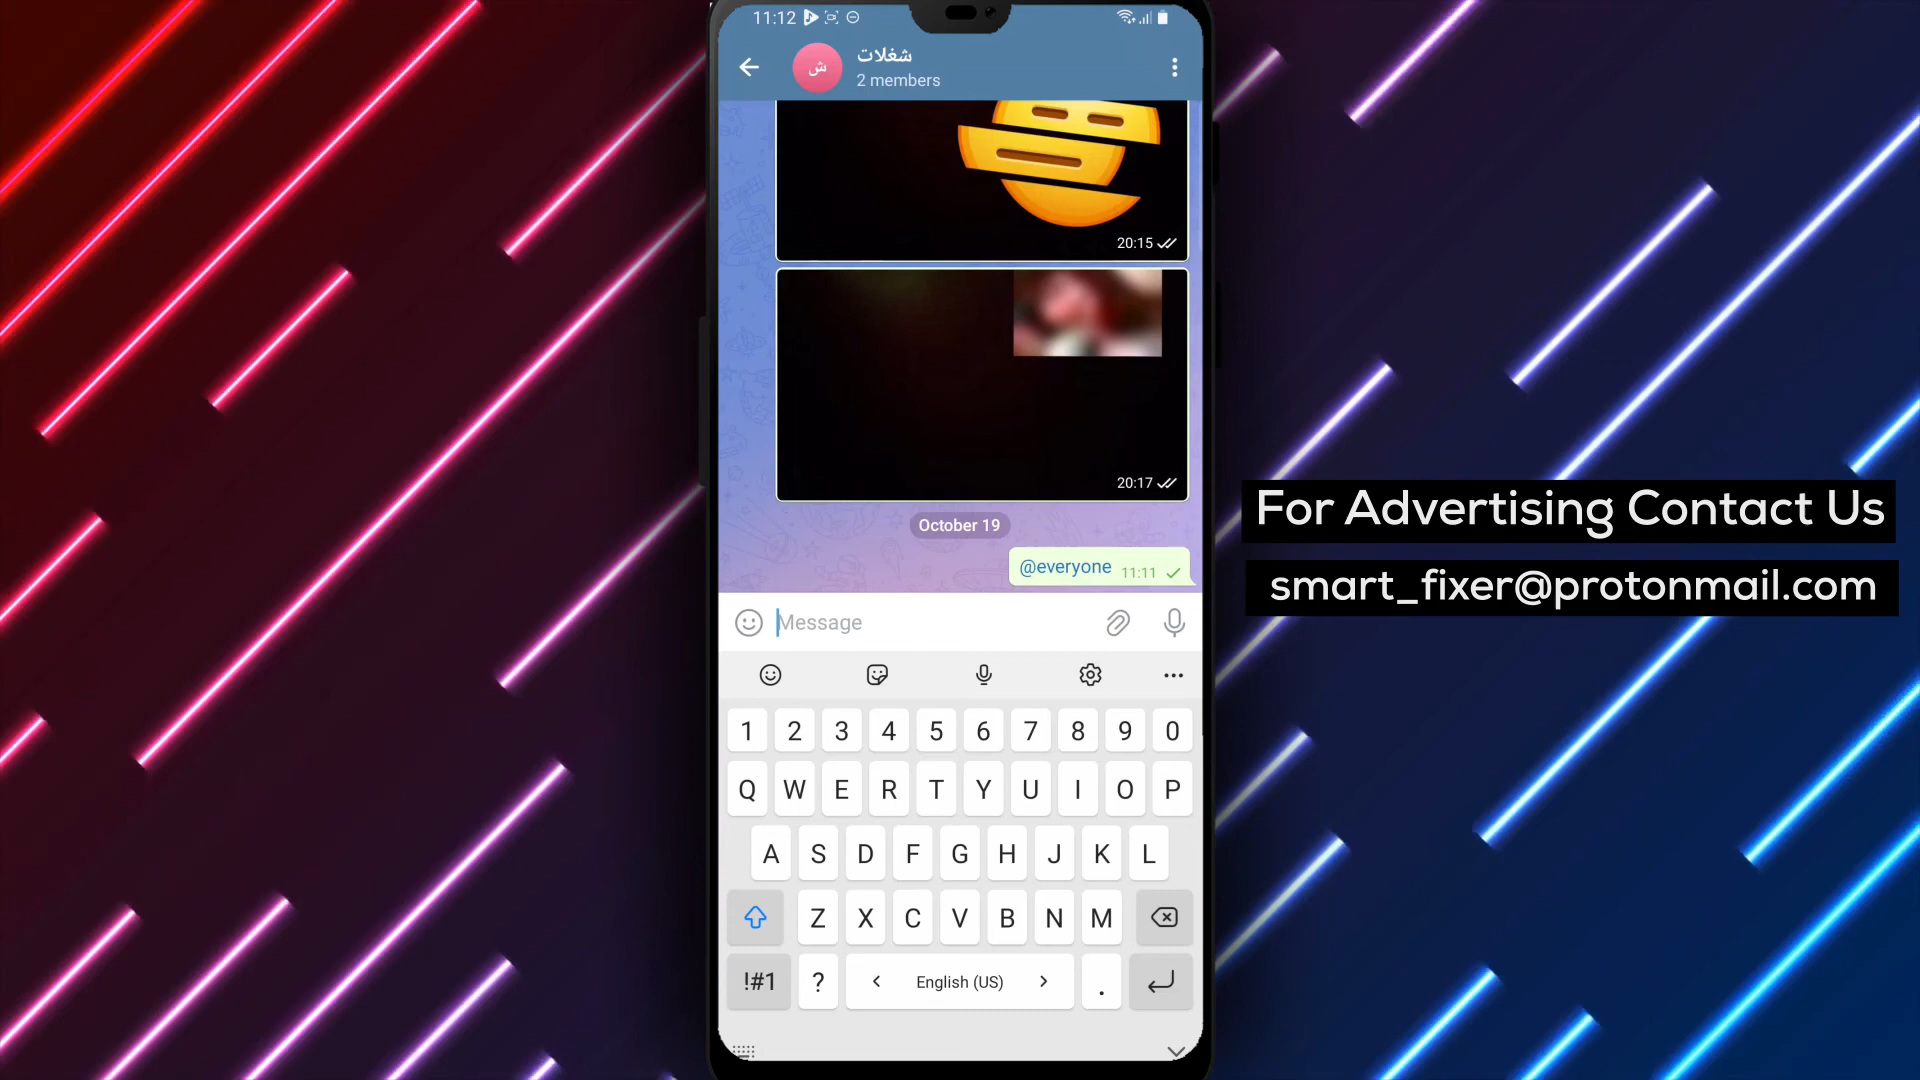 11:12
شغلات
ش
2 members
20:15
20:17
October 19
@everyone 11:11
Message
1 2 3 4 5 6 7 8 9 0
Q W E R T Y U I O P
A S D F G H J K L
Z X C V B N M
!#1 ? < English (US) > .
For Advertising Contact Us
smart_fixer@protonmail.com